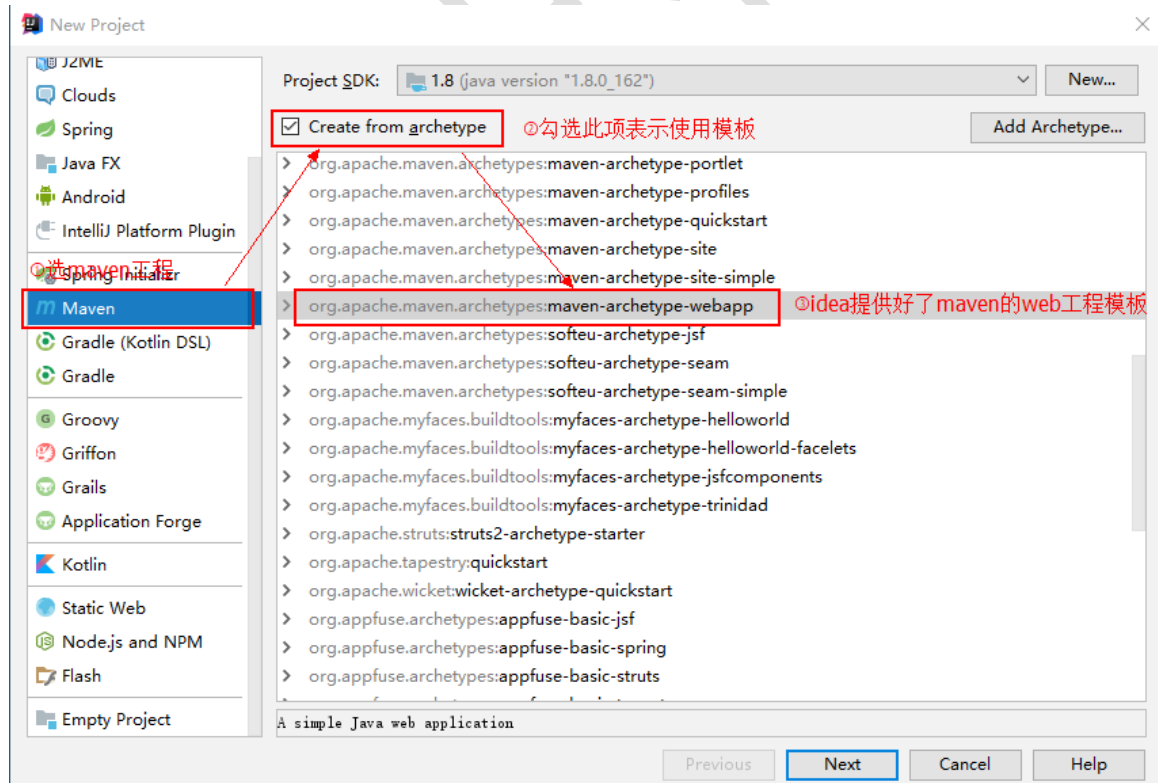 New Project
J2ME
Clouds
Spring
Java FX
Android
IntelliJ Platform Plugin
①选maven工程
Spring Initializr
Maven
Gradle (Kotlin DSL)
Gradle
Groovy
Griffon
Grails
Application Forge
Kotlin
Static Web
Node.js and NPM
Flash
Empty Project
Project SDK: 1.8 (java version "1.8.0_162") New...
Create from archetype ②勾选此项表示使用模板 Add Archetype...
org.apache.maven.archetypes:maven-archetype-portlet
org.apache.maven.archetypes:maven-archetype-profiles
org.apache.maven.archetypes:maven-archetype-quickstart
org.apache.maven.archetypes:maven-archetype-site
org.apache.maven.archetypes:maven-archetype-site-simple
org.apache.maven.archetypes:maven-archetype-webapp ③idea提供好了maven的web工程模板
org.apache.maven.archetypes:softeu-archetype-jsf
org.apache.maven.archetypes:softeu-archetype-seam
org.apache.maven.archetypes:softeu-archetype-seam-simple
org.apache.myfaces.buildtools:myfaces-archetype-helloworld
org.apache.myfaces.buildtools:myfaces-archetype-helloworld-facelets
org.apache.myfaces.buildtools:myfaces-archetype-jsfcomponents
org.apache.myfaces.buildtools:myfaces-archetype-trinidad
org.apache.struts:struts2-archetype-starter
org.apache.tapestry:quickstart
org.apache.wicket:wicket-archetype-quickstart
org.appfuse.archetypes:appfuse-basic-jsf
org.appfuse.archetypes:appfuse-basic-spring
org.appfuse.archetypes:appfuse-basic-struts
A simple Java web application
Previous Next Cancel Help